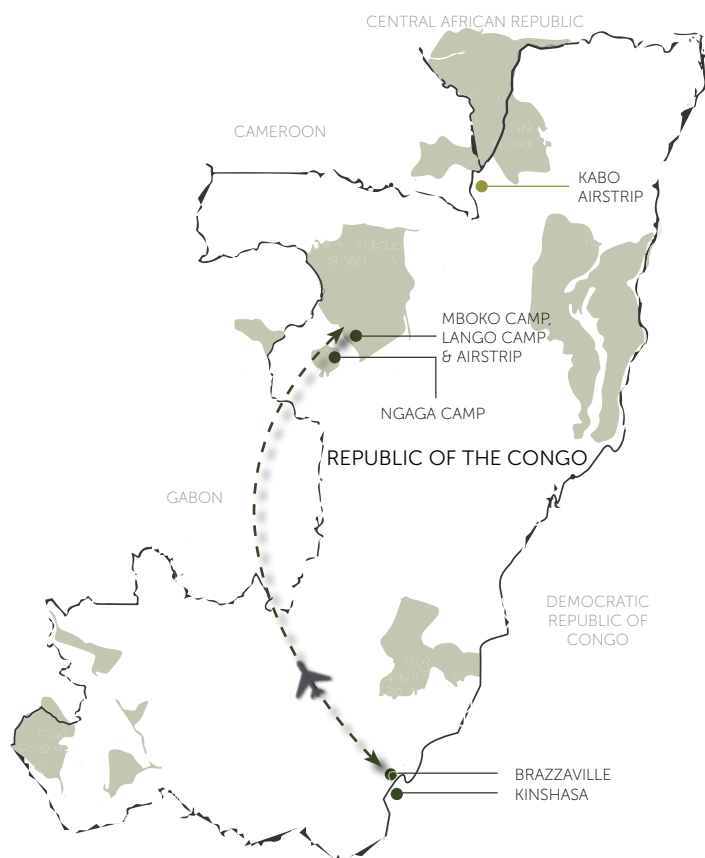 CENTRAL AFRICAN REPUBLIC
CAMEROON
KABO
AIRSTRIP
MBOKO CAMP,
LANGO CAMP
& AIRSTRIP
NGAGA CAMP
REPUBLIC OF THE CONGO
GABON
DEMOCRATIC
REPUBLIC OF
CONGO
BRAZZAVILLE
KINSHASA